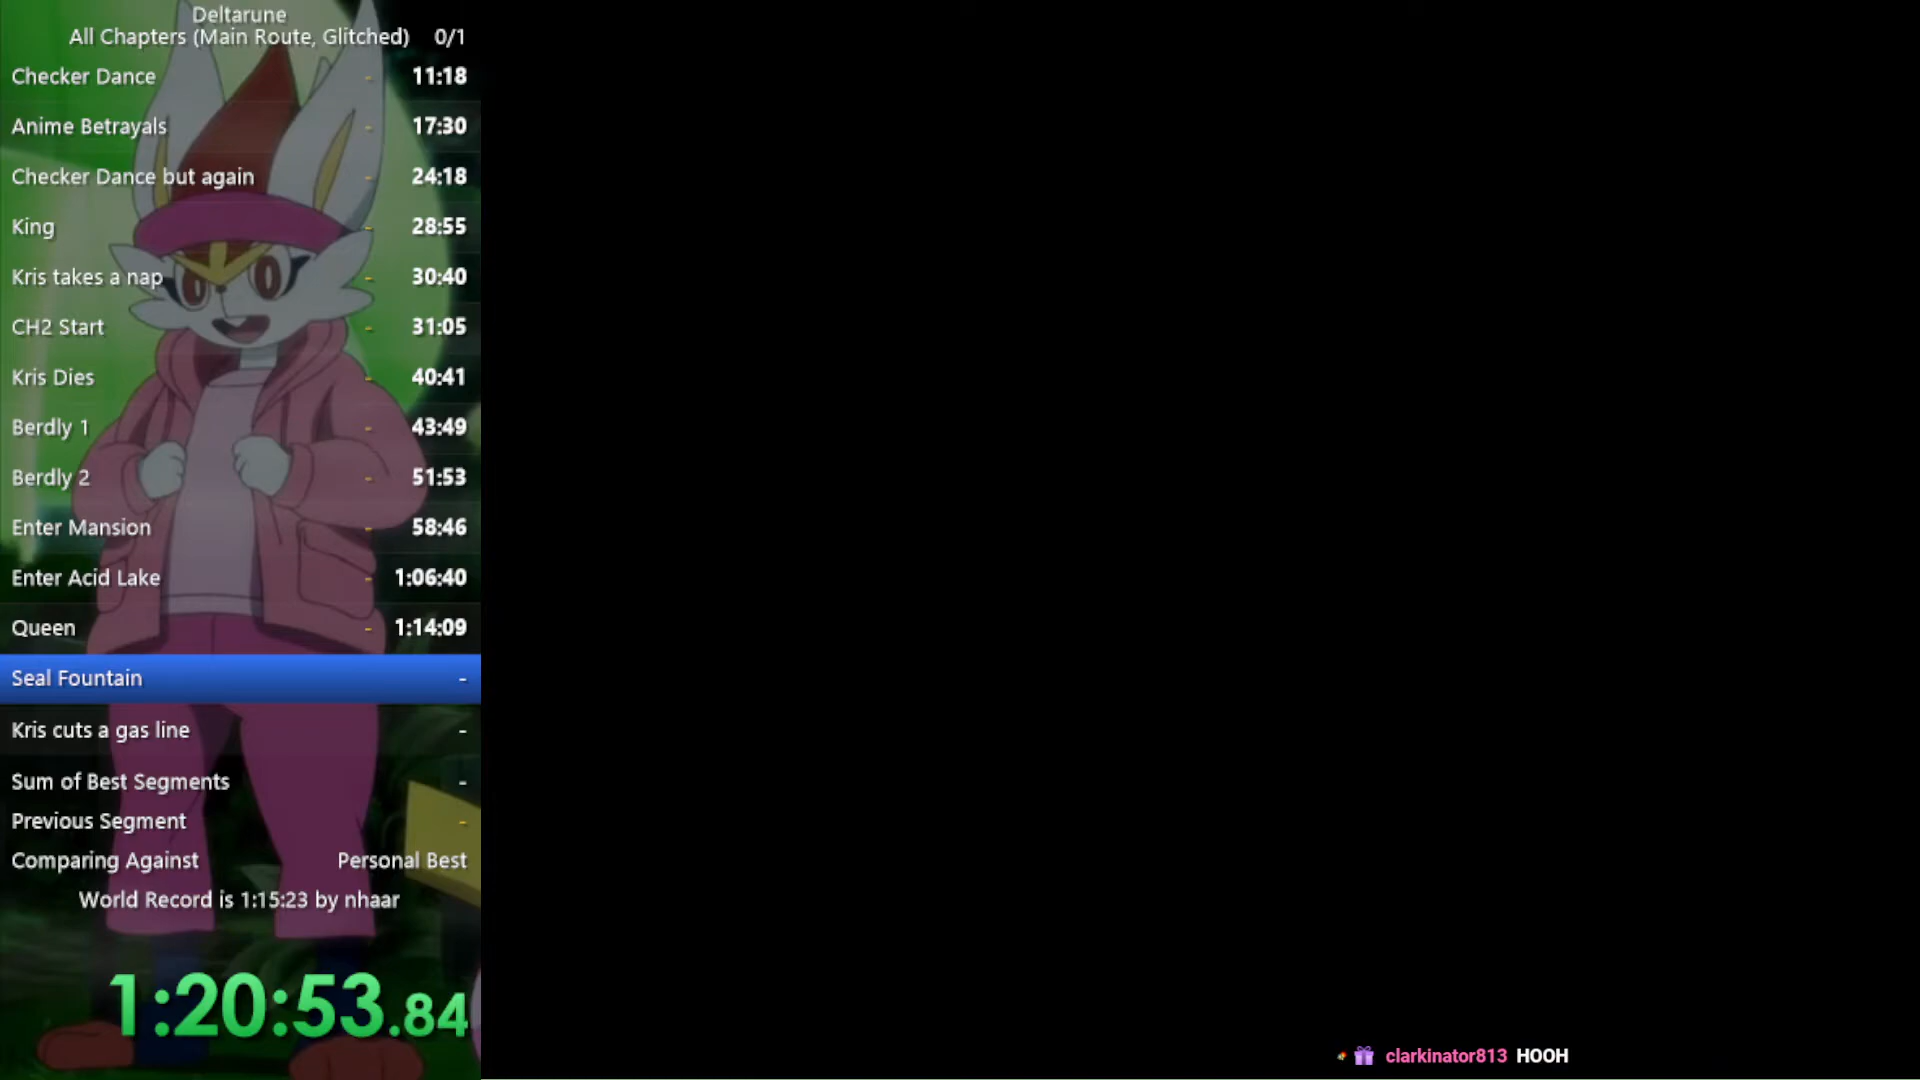 Deltarune
All Chapters (Main Route, Glitched) 0/1
Checker Dance - 11:18
Anime Betrayals - 17:30
Checker Dance but again - 24:18
King - 28:55
Kris takes a nap - 30:40
CH2 Start - 31:05
Kris Dies - 40:41
Berdly 1 - 43:49
Berdly 2 - 51:53
Enter Mansion - 58:46
Enter Acid Lake - 1:06:40
Queen - 1:14:09
Seal Fountain -
Kris cuts a gas line -
Sum of Best Segments -
Previous Segment -
Comparing Against Personal Best
World Record is 1:15:23 by nhaar
1:20:53.84
clarkinator813 HOOH